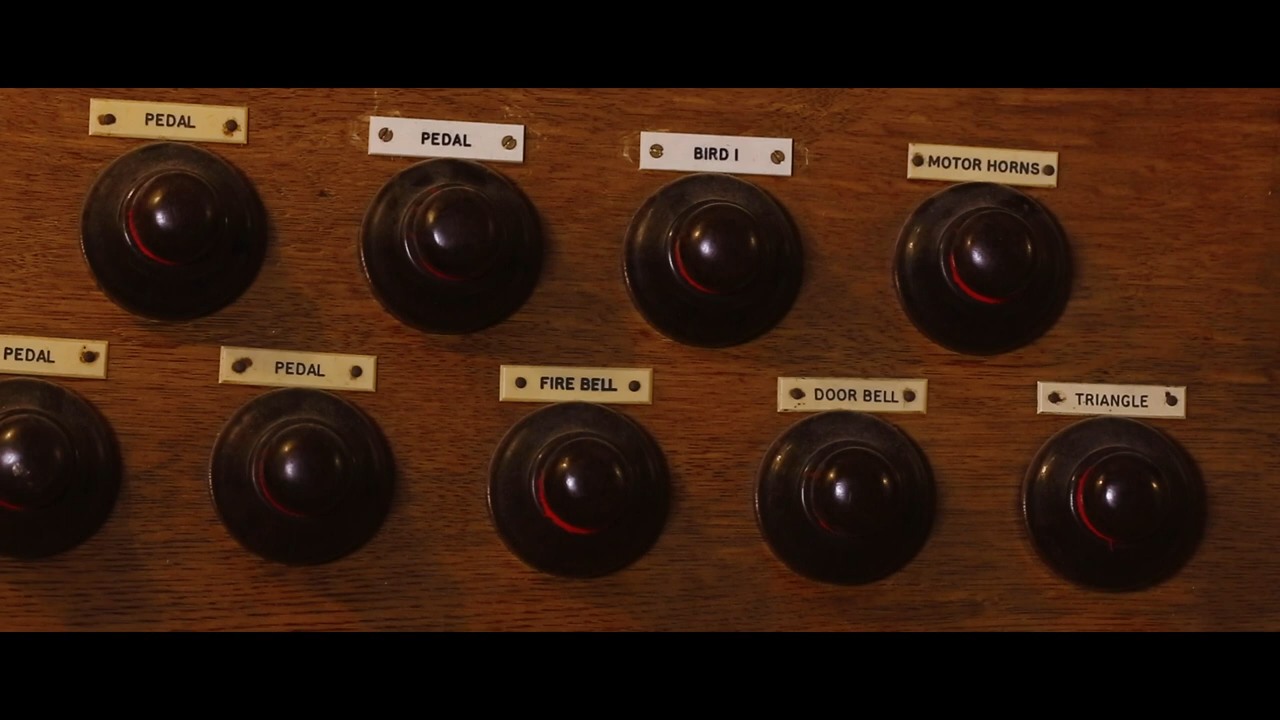 PEDAL
PEDAL
BIRD I
MOTOR HORNS
PEDAL
PEDAL
FIRE BELL
DOOR BELL
TRIANGLE